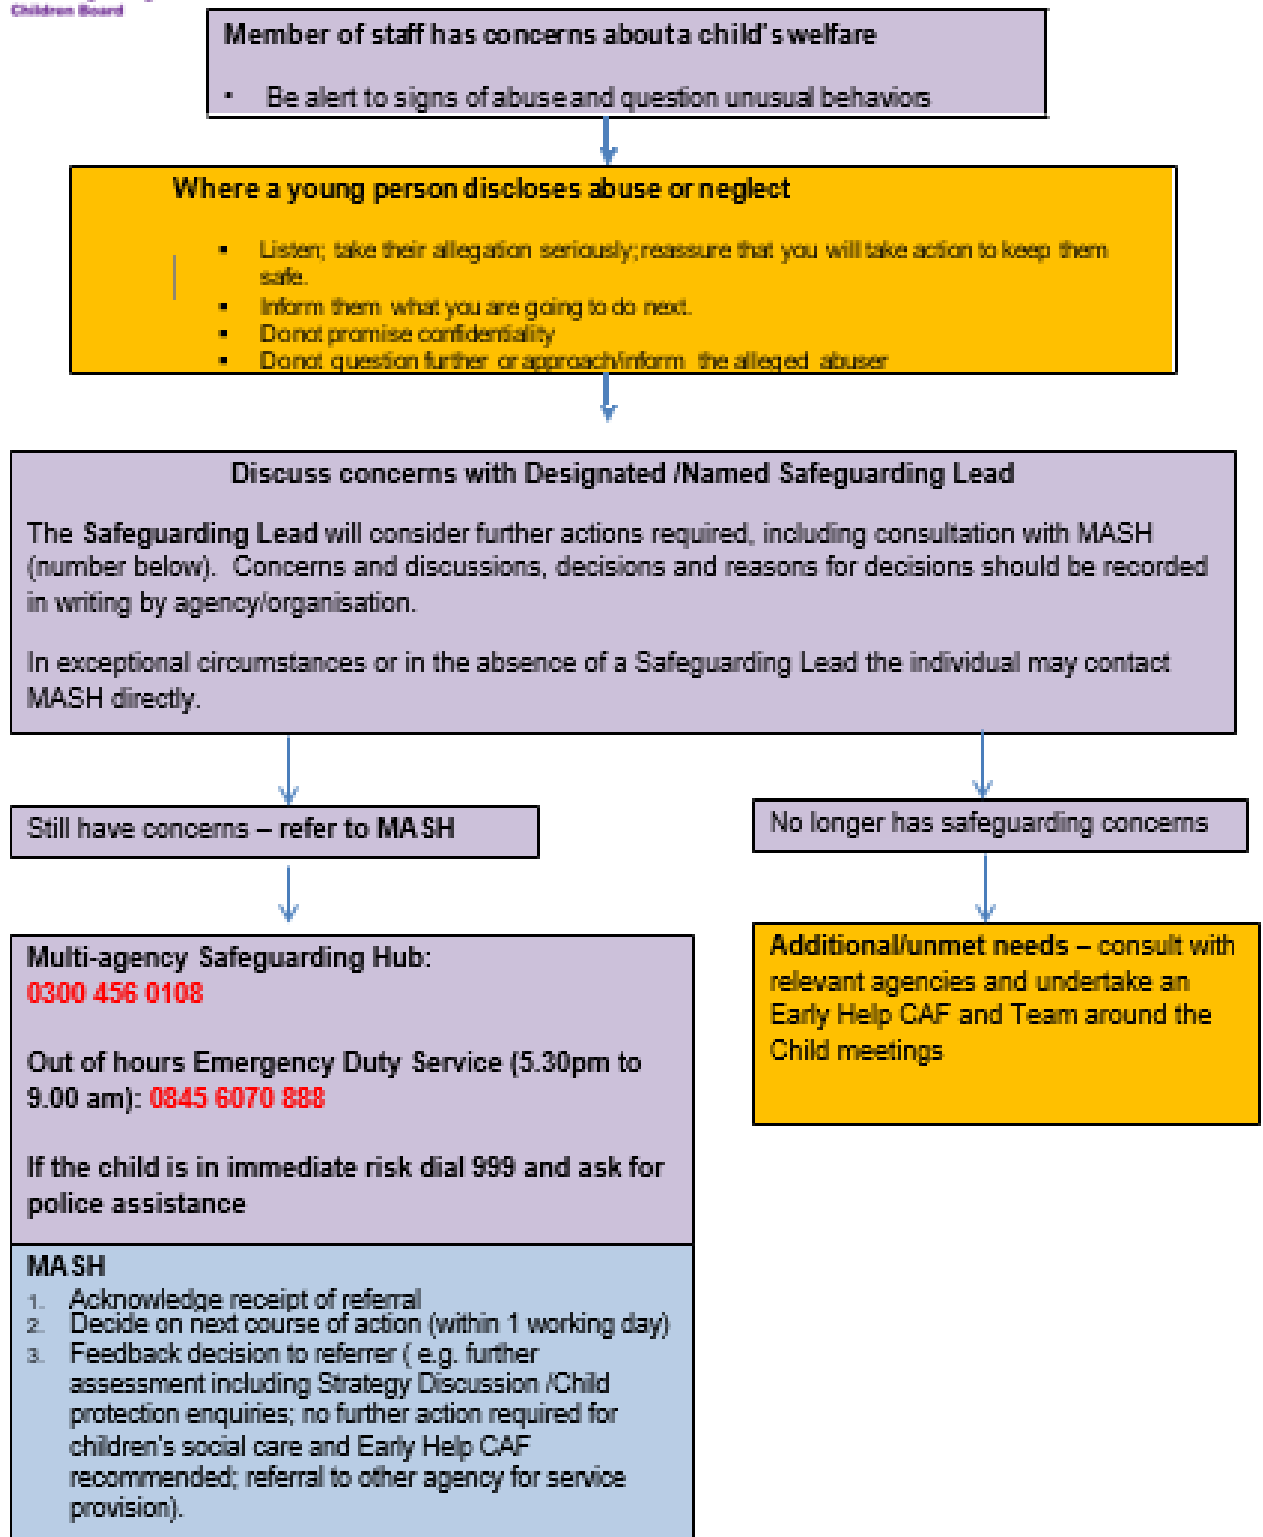 Children Board
Member of staff has concerns about a child's welfare
▪ Be alert to signs of abuse and question unusual behaviors
Where a young person discloses abuse or neglect
▪ Listen; take their allegation seriously; reassure that you will take action to keep them
safe.
▪ Inform them what you are going to do next.
▪ Do not promise confidentiality
▪ Do not question further or approach/inform the alleged abuser
Discuss concerns with Designated /Named Safeguarding Lead
The Safeguarding Lead will consider further actions required, including consultation with MASH
(number below). Concerns and discussions, decisions and reasons for decisions should be recorded
in writing by agency/organisation.
In exceptional circumstances or in the absence of a Safeguarding Lead the individual may contact
MASH directly.
Still have concerns – refer to MASH
No longer has safeguarding concerns
Multi-agency Safeguarding Hub:
0300 456 0108
Out of hours Emergency Duty Service (5.30pm to
9.00 am): 0845 6070 888
If the child is in immediate risk dial 999 and ask for
police assistance
Additional/unmet needs – consult with
relevant agencies and undertake an
Early Help CAF and Team around the
Child meetings
MASH
1. Acknowledge receipt of referral
2. Decide on next course of action (within 1 working day)
3. Feedback decision to referrer ( e.g. further
assessment including Strategy Discussion /Child
protection enquiries; no further action required for
children's social care and Early Help CAF
recommended; referral to other agency for service
provision).